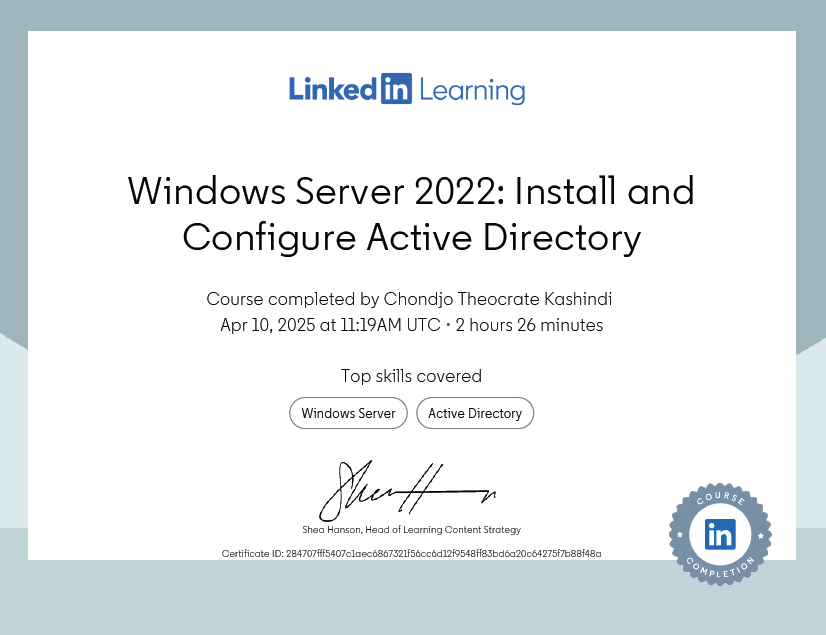 Linked in Learning
Windows Server 2022: Install and
Configure Active Directory
Course completed by Chondjo Theocrate Kashindi
Apr 10, 2025 at 11:19AM UTC • 2 hours 26 minutes
Top skills covered
Windows Server
Active Directory
Shea Hanson, Head of Learning Content Strategy
Certificate ID: 284707fff5407c1aec6867321f56cc6d12f9548ff83bd6a20c64275f7b88f48a
COURSE
in
COMPLETION